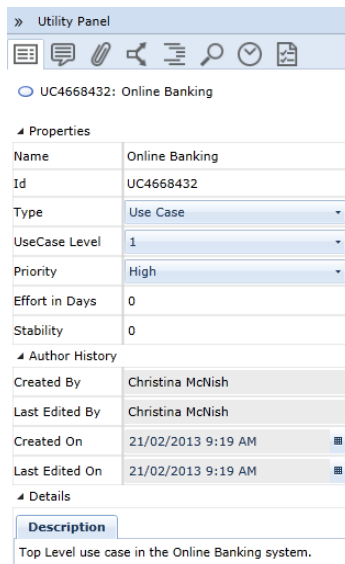 » Utility Panel
UC4668432: Online Banking
Properties
Name Online Banking
Id UC4668432
Type Use Case
UseCase Level 1
Priority High
Effort in Days 0
Stability 0
Author History
Created By Christina McNish
Last Edited By Christina McNish
Created On 21/02/2013 9:19 AM
Last Edited On 21/02/2013 9:19 AM
Details
Description
Top Level use case in the Online Banking system.